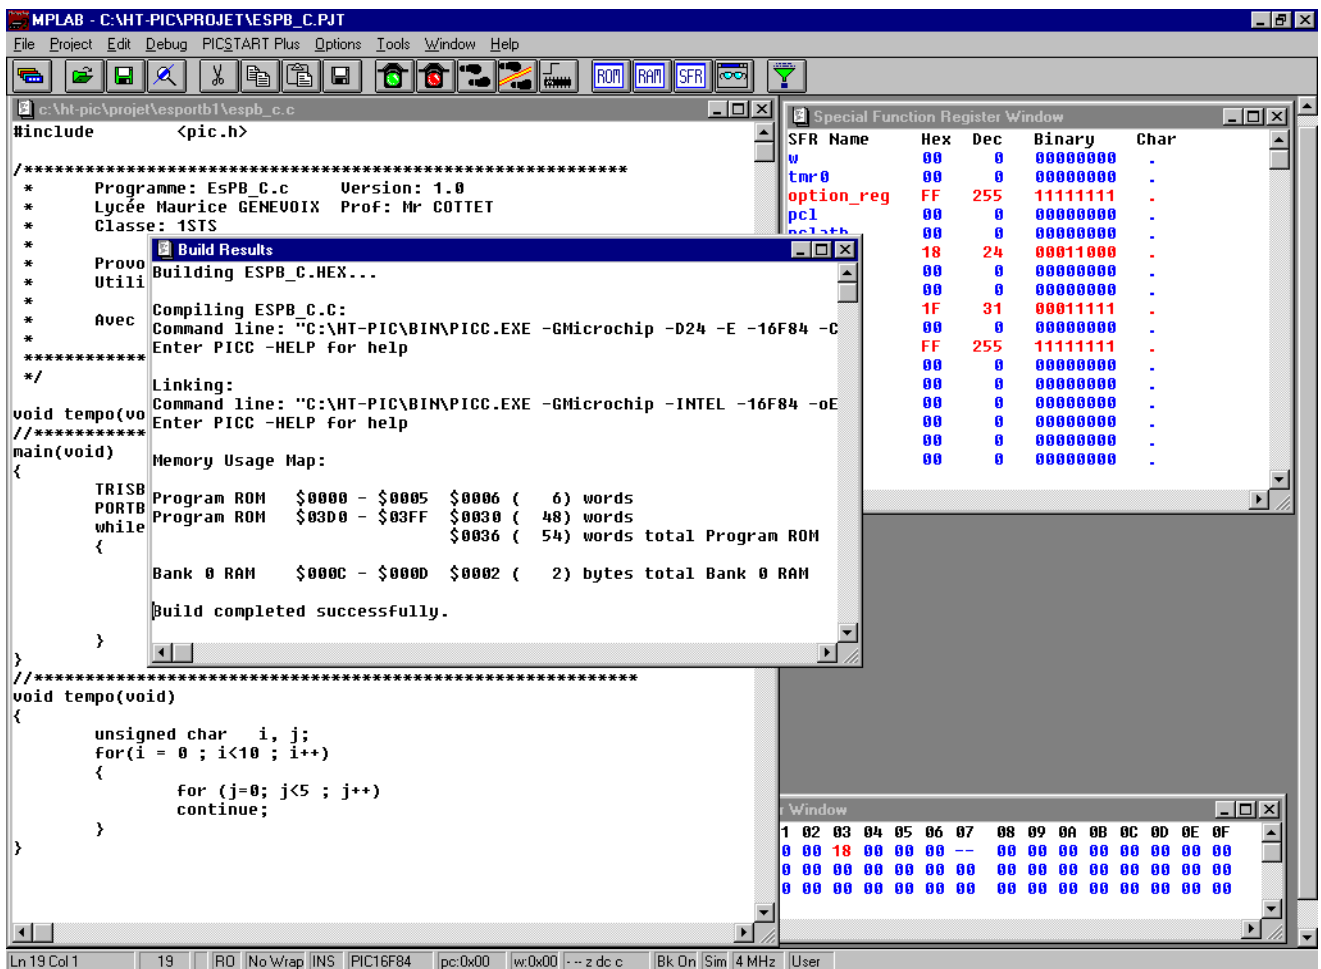 MPLAB - C:\HT-PIC\PROJET\ESPB_C.PJT
File Project Edit Debug PICSTART Plus Options Tools Window Help
ROM RAM SFR
c:\ht-pic\projet\esportb1\espb_c.c
#include <pic.h>
/***********************************************************
* Programme: EsPB_C.c Version: 1.0
* Lycée Maurice GENEVOIX Prof: Mr COTTET
* Classe: 1STS
*
* Provo
* Utili
*
* Avec
*
************
*/
void tempo(vo
//***********
main(void)
{
TRISB
PORTB
while
{
}
}
//***********************************************************
void tempo(void)
{
unsigned char i, j;
for(i = 0 ; i<10 ; i++)
{
for (j=0; j<5 ; j++)
continue;
}
}
Build Results
Building ESPB_C.HEX...
Compiling ESPB_C.C:
Command line: "C:\HT-PIC\BIN\PICC.EXE -GMicrochip -D24 -E -16F84 -C
Enter PICC -HELP for help
Linking:
Command line: "C:\HT-PIC\BIN\PICC.EXE -GMicrochip -INTEL -16F84 -oE
Enter PICC -HELP for help
Memory Usage Map:
Program ROM $0000 - $0005 $0006 ( 6) words
Program ROM $03D0 - $03FF $0030 ( 48) words
$0036 ( 54) words total Program ROM
Bank 0 RAM $000C - $000D $0002 ( 2) bytes total Bank 0 RAM
Build completed successfully.
Special Function Register Window
SFR Name Hex Dec Binary Char
w 00 0 00000000 .
tmr0 00 0 00000000 .
option_reg FF 255 11111111 .
pcl 00 0 00000000 .
pclath 00 0 00000000 .
18 24 00011000 .
00 0 00000000 .
00 0 00000000 .
1F 31 00011111 .
00 0 00000000 .
FF 255 11111111 .
00 0 00000000 .
00 0 00000000 .
00 0 00000000 .
00 0 00000000 .
00 0 00000000 .
00 0 00000000 .
r Window
1 02 03 04 05 06 07 08 09 0A 0B 0C 0D 0E 0F
0 00 18 00 00 00 -- 00 00 00 00 00 00 00 00
0 00 00 00 00 00 00 00 00 00 00 00 00 00 00
0 00 00 00 00 00 00 00 00 00 00 00 00 00 00
Ln 19 Col 1 19 RO No Wrap INS PIC16F84 pc:0x00 w:0x00 - -- z dc c Bk On Sim 4 MHz User